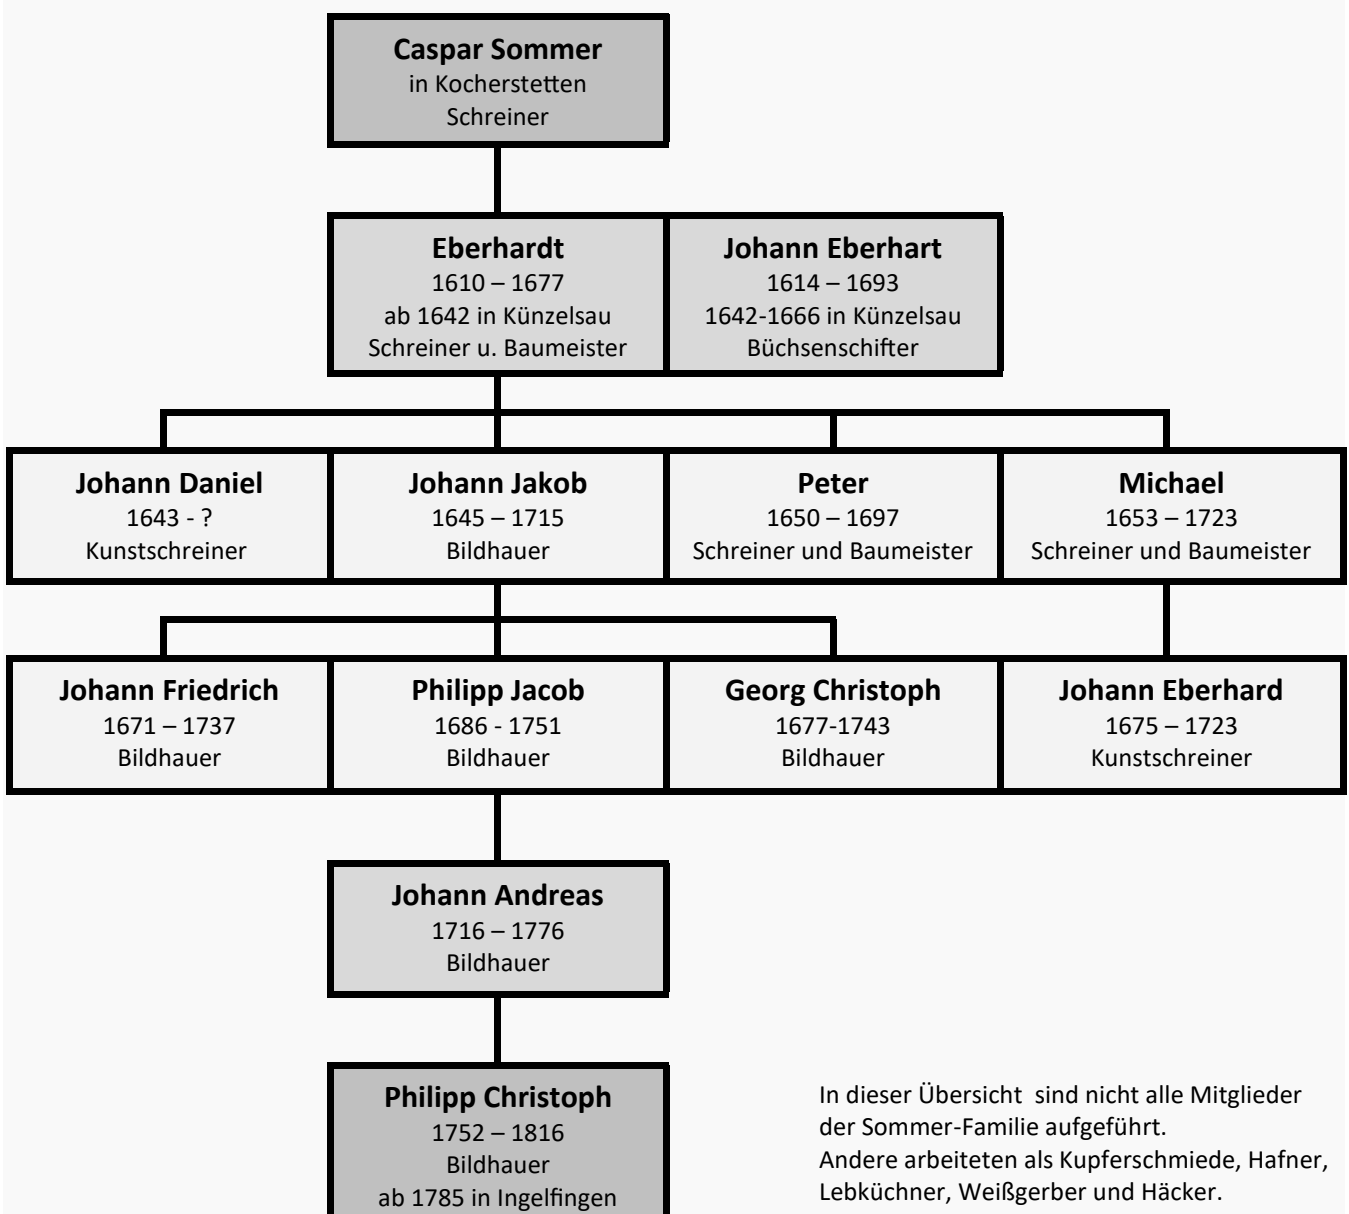 Caspar Sommer
in Kocherstetten
Schreiner
Eberhardt
1610 – 1677
ab 1642 in Künzelsau
Schreiner u. Baumeister
Johann Eberhart
1614 – 1693
1642-1666 in Künzelsau
Büchsenschifter
Johann Daniel
1643 - ?
Kunstschreiner
Johann Jakob
1645 – 1715
Bildhauer
Peter
1650 – 1697
Schreiner und Baumeister
Michael
1653 – 1723
Schreiner und Baumeister
Johann Friedrich
1671 – 1737
Bildhauer
Philipp Jacob
1686 - 1751
Bildhauer
Georg Christoph
1677-1743
Bildhauer
Johann Eberhard
1675 – 1723
Kunstschreiner
Johann Andreas
1716 – 1776
Bildhauer
Philipp Christoph
1752 – 1816
Bildhauer
ab 1785 in Ingelfingen
In dieser Übersicht sind nicht alle Mitglieder
der Sommer-Familie aufgeführt.
Andere arbeiteten als Kupferschmiede, Hafner,
Lebküchner, Weißgerber und Häcker.